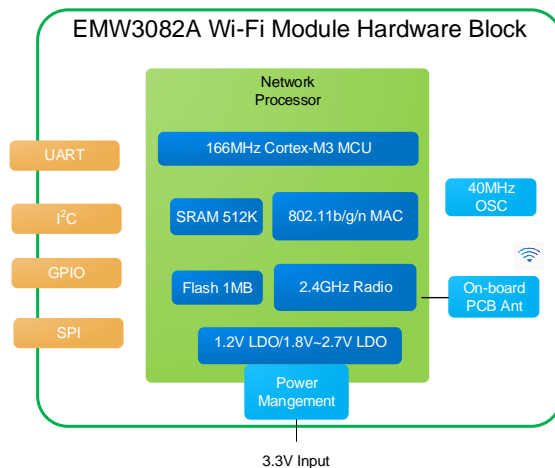 EMW3082A Wi-Fi Module Hardware Block
Network
Processor
166MHz Cortex-M3 MCU
UART
SRAM 512K
802.11b/g/n MAC
40MHz
OSC
I²C
GPIO
Flash 1MB
2.4GHz Radio
On-board
PCB Ant
SPI
1.2V LDO/1.8V~2.7V LDO
Power
Mangement
3.3V Input